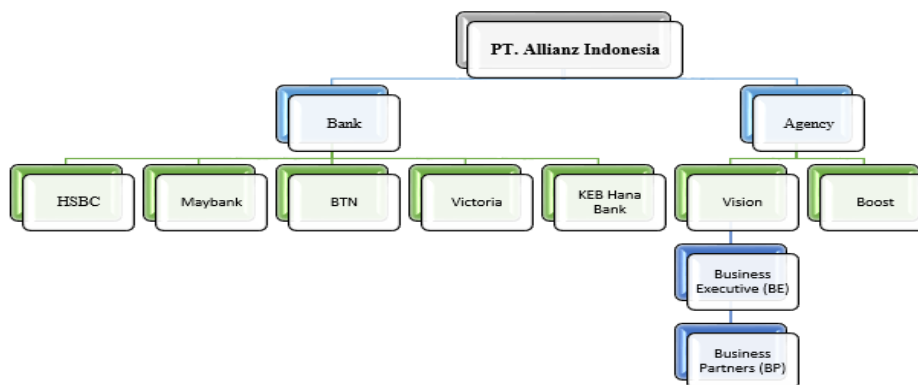 PT. Allianz Indonesia
Bank
Agency
HSBC
Maybank
BTN
Victoria
KEB Hana
Bank
Vision
Boost
Business
Executive (BE)
Business
Partners (BP)